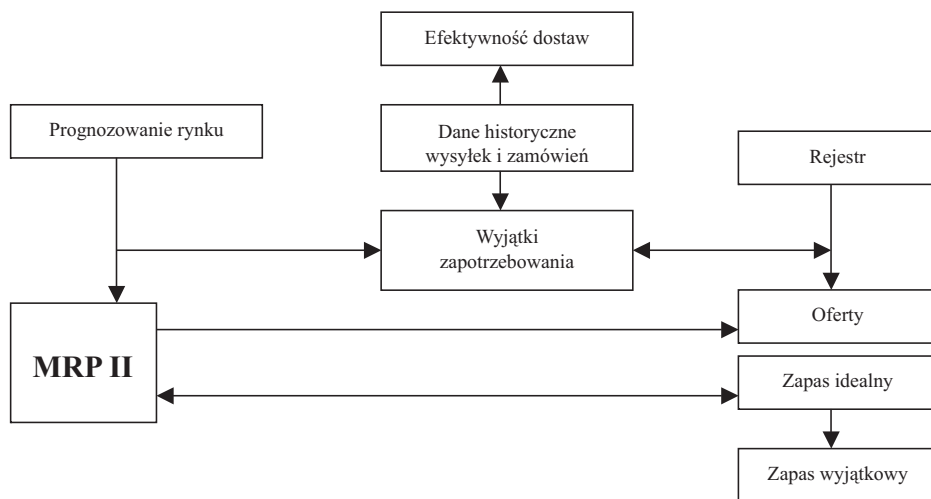 Efektywność dostaw
Prognozowanie rynku
Dane historyczne
wysyłek i zamówień
Rejestr
Wyjątki
zapotrzebowania
MRP II
Oferty
Zapas idealny
Zapas wyjątkowy